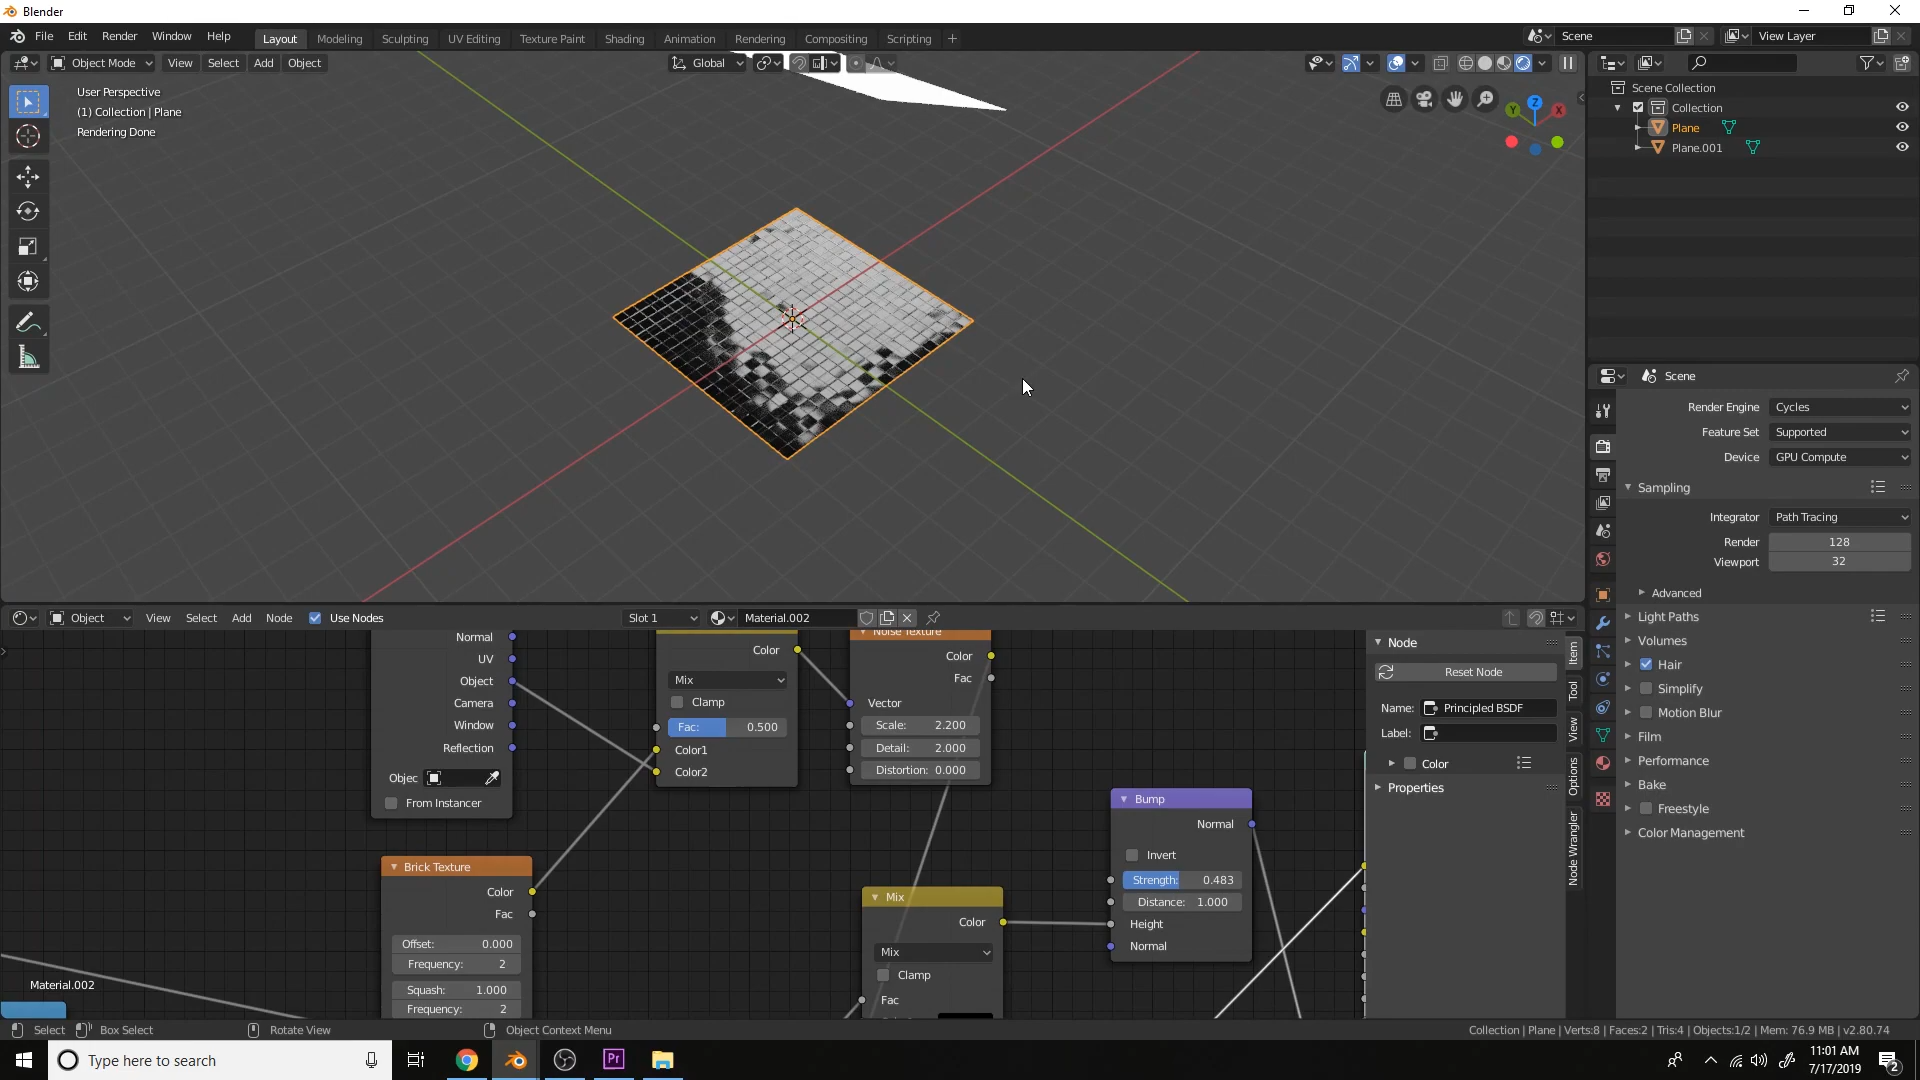 Blender
File Edit Render Window Help
Layout Modeling Sculpting UV Editing Texture Paint Shading Animation Rendering Compositing Scripting +
Scene
View Layer
Object Mode View Select Add Object
Global
User Perspective
(1) Collection | Plane
Rendering Done
Y Z X
Scene Collection
Collection
Plane
Plane.001
Scene
Render Engine Cycles
Feature Set Supported
Device GPU Compute
Sampling
Integrator Path Tracing
Render 128
Viewport 32
Advanced
Light Paths
Volumes
Hair
Simplify
Motion Blur
Film
Performance
Bake
Freestyle
Color Management
Object View Select Add Node Use Nodes
Slot 1
Material.002
Normal
UV
Object
Camera
Window
Reflection
Objec
From Instancer
Color
Mix
Clamp
Fac: 0.500
Color1
Color2
Noise Texture
Color
Fac
Vector
Scale: 2.200
Detail: 2.000
Distortion: 0.000
Brick Texture
Color
Fac
Offset: 0.000
Frequency: 2
Squash: 1.000
Frequency: 2
Mix
Color
Mix
Clamp
Fac
Bump
Normal
Invert
Strength: 0.483
Distance: 1.000
Height
Normal
Node
Reset Node
Name: Principled BSDF
Label:
Color
Properties
Item
Tool
View
Options
Node Wrangler
Material.002
Select Box Select Rotate View Object Context Menu
Collection | Plane | Verts:8 | Faces:2 | Tris:4 | Objects:1/2 | Mem: 76.9 MB | v2.80.74
Type here to search
Pr
11:01 AM
7/17/2019
2